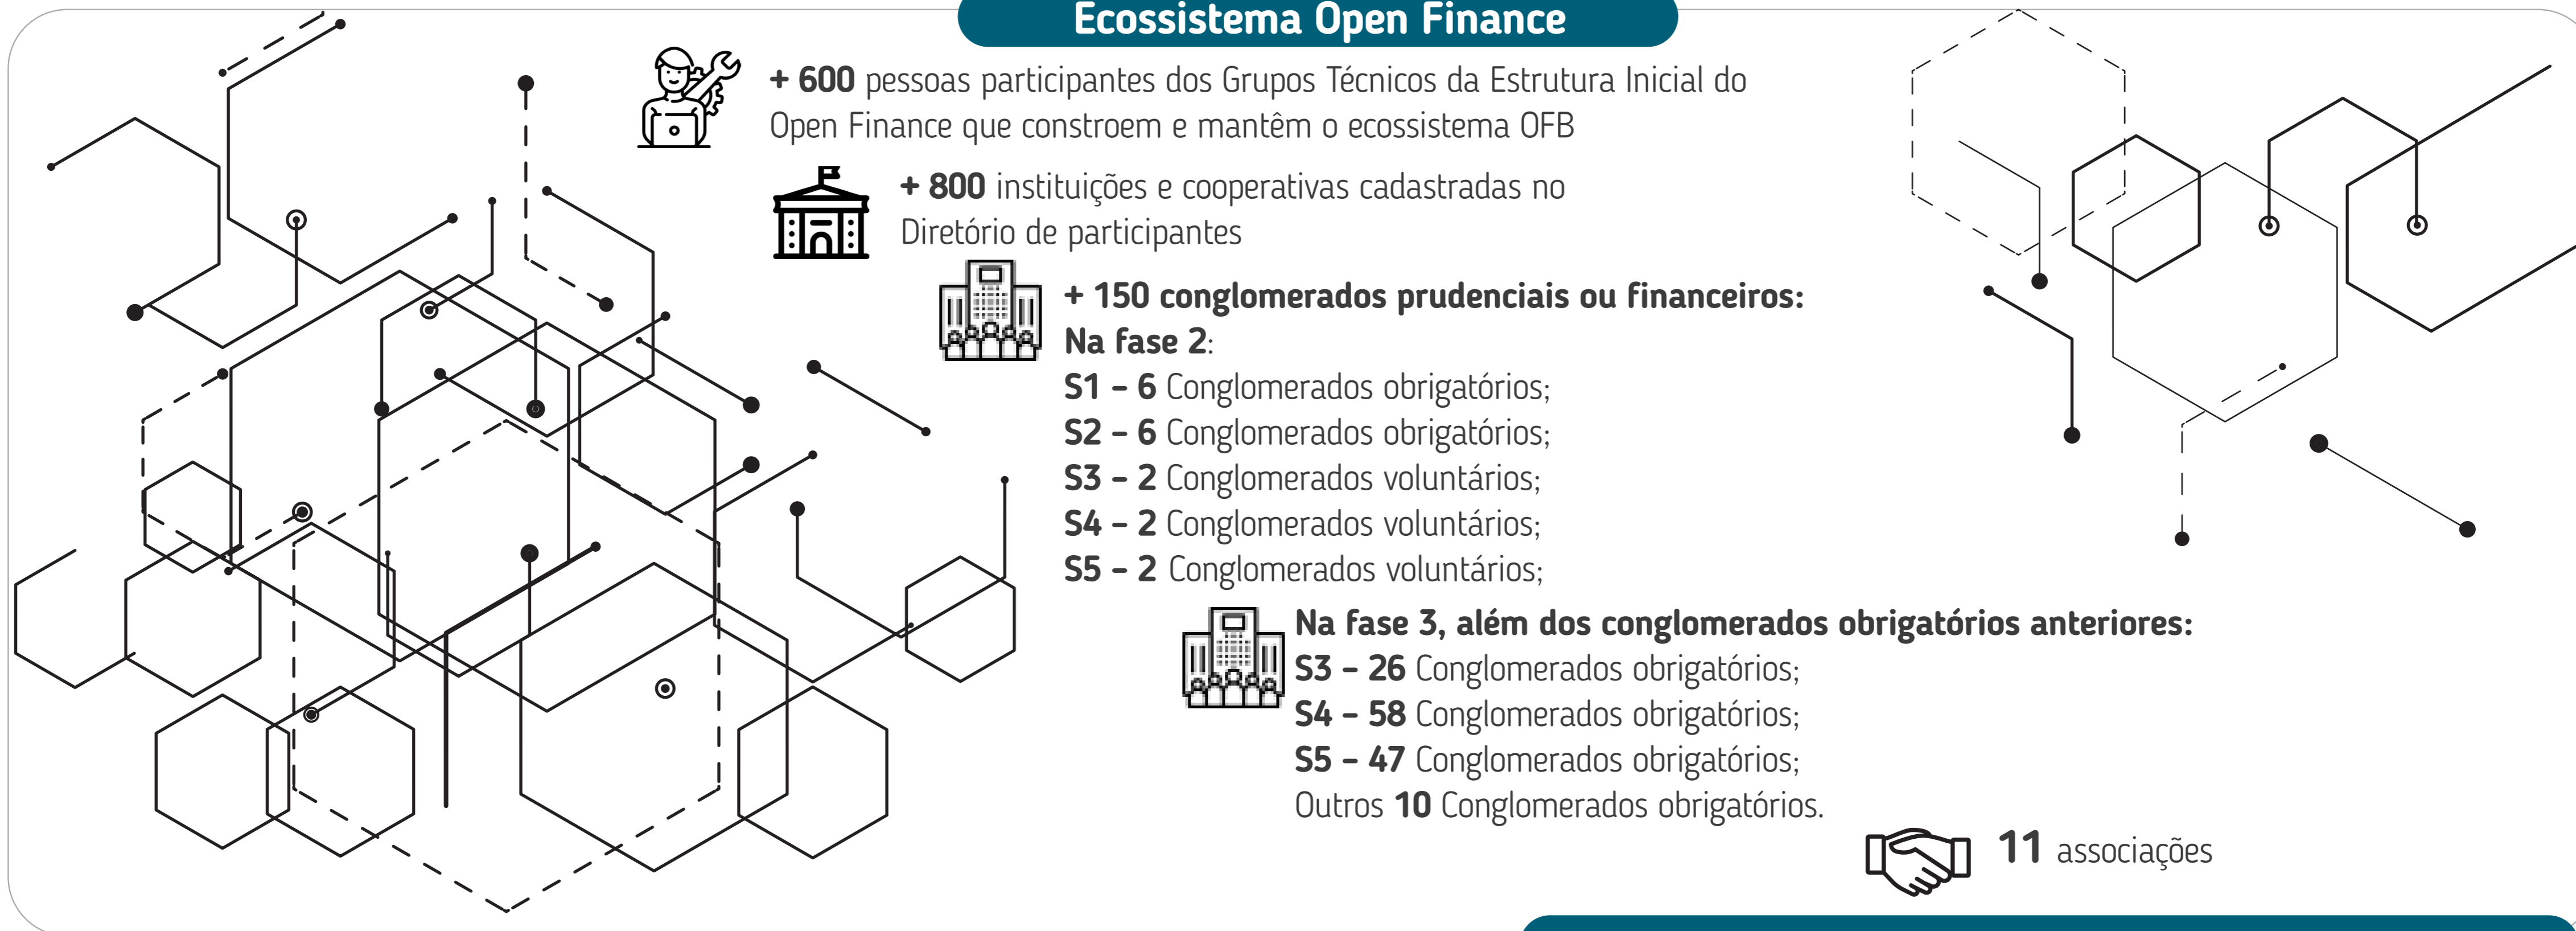 Ecossistema Open Finance
+ 600 pessoas participantes dos Grupos Técnicos da Estrutura Inicial do
Open Finance que constroem e mantêm o ecossistema OFB
+ 800 instituições e cooperativas cadastradas no
Diretório de participantes
+ 150 conglomerados prudenciais ou financeiros:
Na fase 2:
S1 – 6 Conglomerados obrigatórios;
S2 – 6 Conglomerados obrigatórios;
S3 – 2 Conglomerados voluntários;
S4 – 2 Conglomerados voluntários;
S5 – 2 Conglomerados voluntários;
Na fase 3, além dos conglomerados obrigatórios anteriores:
S3 – 26 Conglomerados obrigatórios;
S4 – 58 Conglomerados obrigatórios;
S5 – 47 Conglomerados obrigatórios;
Outros 10 Conglomerados obrigatórios.
11 associações